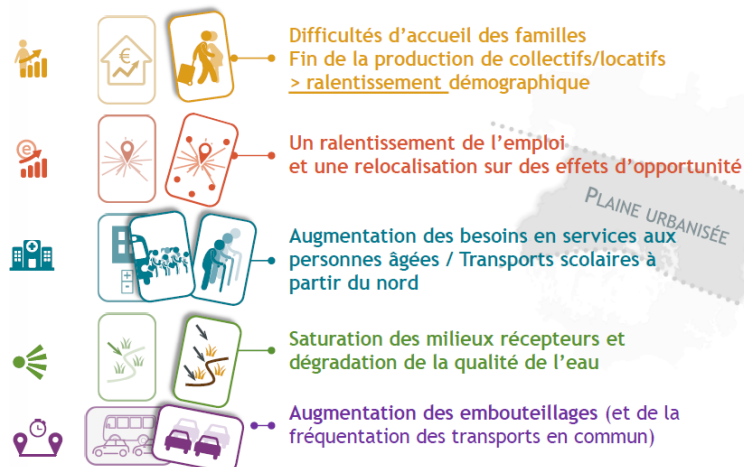 Difficultés d'accueil des familles
Fin de la production de collectifs/locatifs
> ralentissement démographique
Un ralentissement de l'emploi
et une relocalisation sur des effets d'opportunité
PLAINE URBANISÉE
Augmentation des besoins en services aux
personnes âgées / Transports scolaires à
partir du nord
Saturation des milieux récepteurs et
dégradation de la qualité de l'eau
Augmentation des embouteillages (et de la
fréquentation des transports en commun)